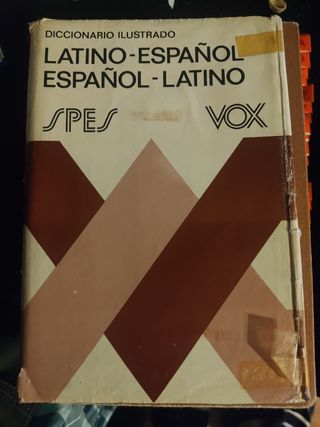 DICCIONARIO ILUSTRADO
LATINO-ESPAÑOL
ESPAÑOL-LATINO
SPES VOX